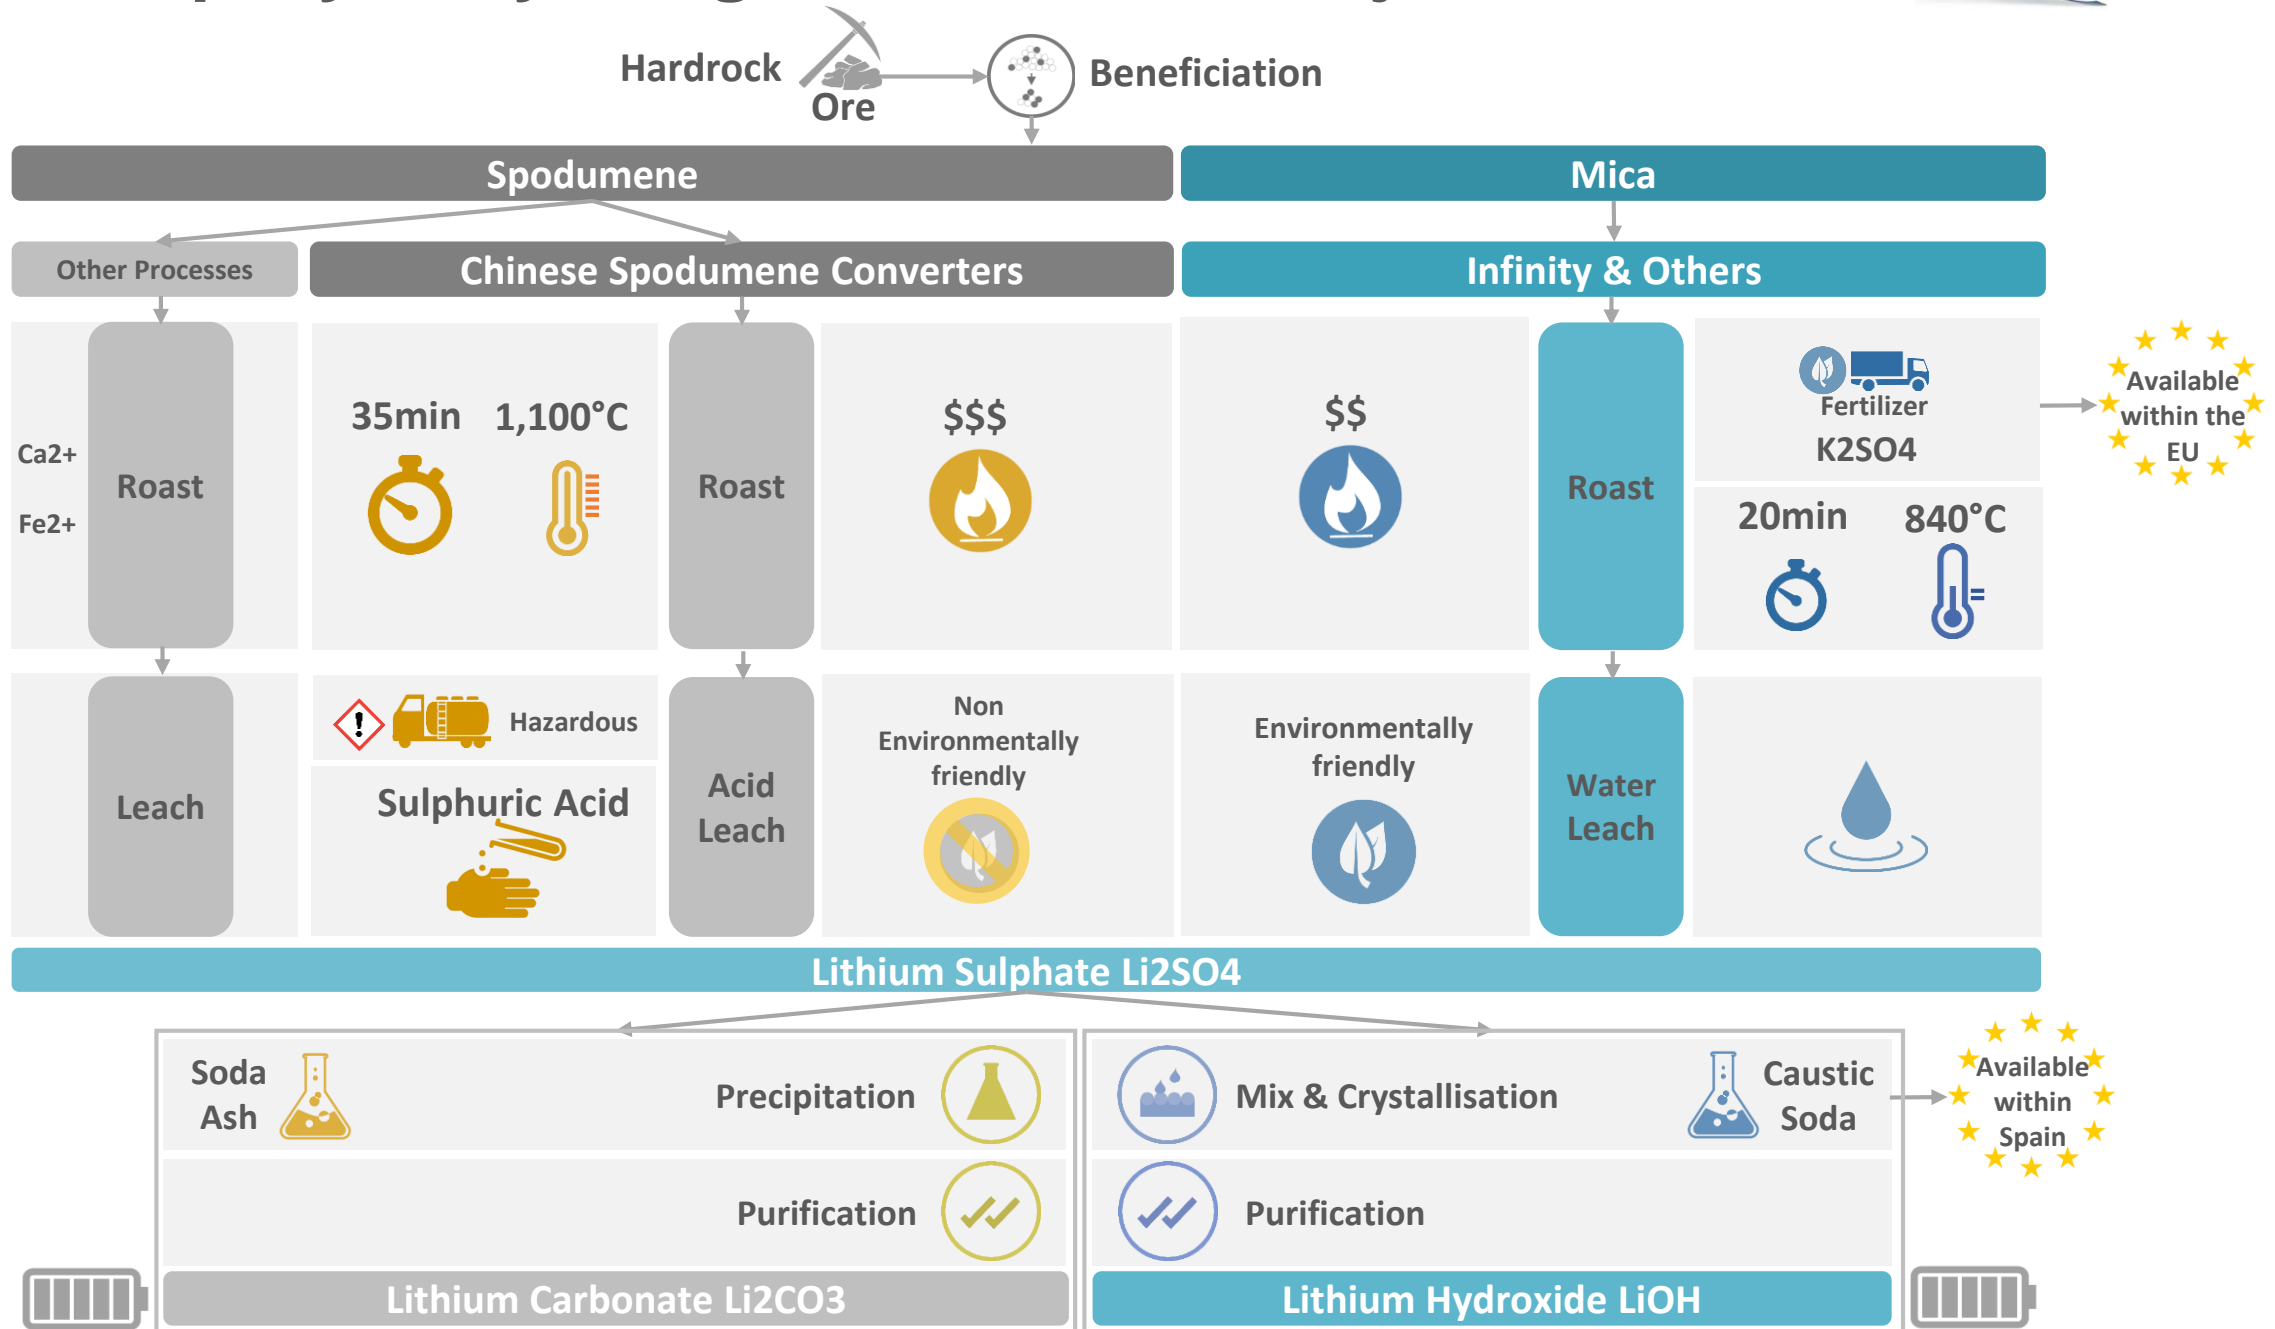 Hardrock
Ore
Beneficiation
Spodumene
Mica
Other Processes
Chinese Spodumene Converters
Infinity & Others
Ca2+
Fe2+
Roast
35min
1,100°C
Roast
$$$
$$
Roast
Fertilizer
K2SO4
20min
840°C
Available
within the
EU
Leach
!
Hazardous
Sulphuric Acid
Acid
Leach
Non
Environmentally
friendly
Environmentally
friendly
Water
Leach
Lithium Sulphate Li2SO4
Soda
Ash
Precipitation
Mix & Crystallisation
Caustic
Soda
Available
within
Spain
Purification
Purification
Lithium Carbonate Li2CO3
Lithium Hydroxide LiOH